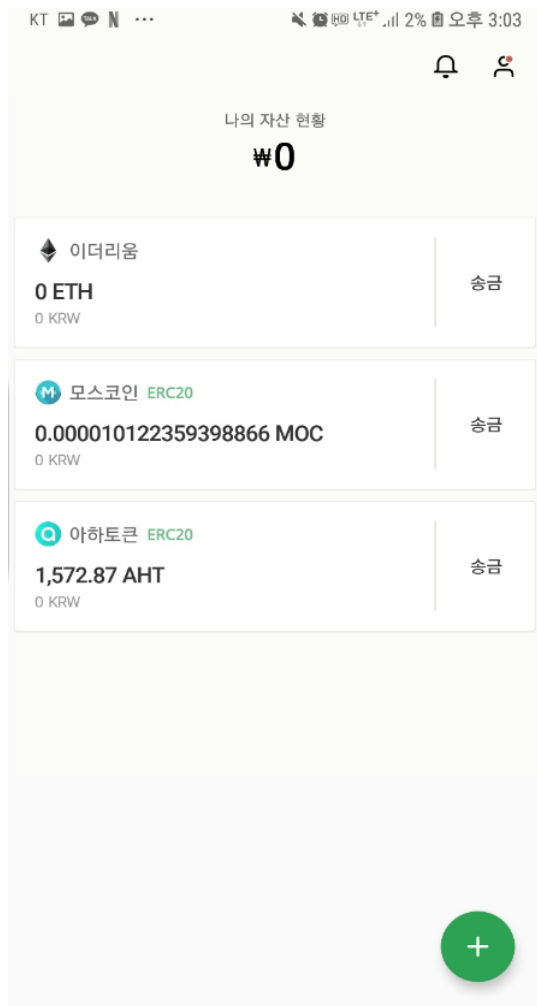 KT N ... HD LTE+ 2% 오후 3:03
나의 자산 현황
₩0
이더리움
0 ETH
송금
0 KRW
모스코인 ERC20
0.000010122359398866 MOC
송금
0 KRW
아하토큰 ERC20
1,572.87 AHT
송금
0 KRW
+